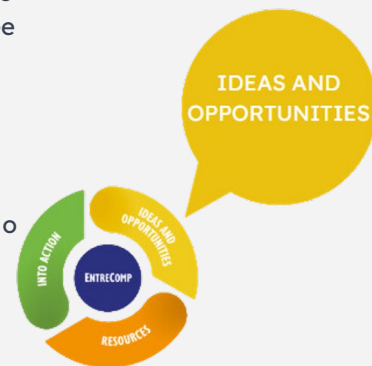 e
IDEAS AND
OPPORTUNITIES
o
INTO ACTION
IDEAS AND
OPPORTUNITIES
ENTRECOMP
RESOURCES